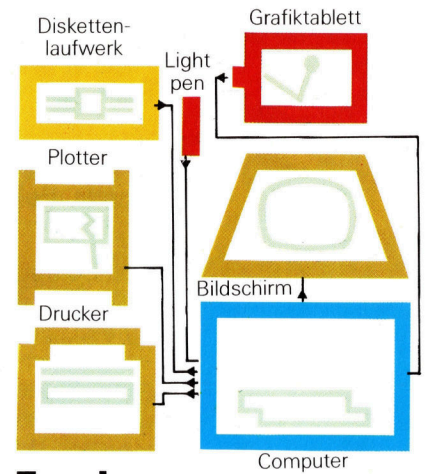 Disketten-
laufwerk
Light
pen
Grafiktablett
Plotter
Bildschirm
Drucker
Computer